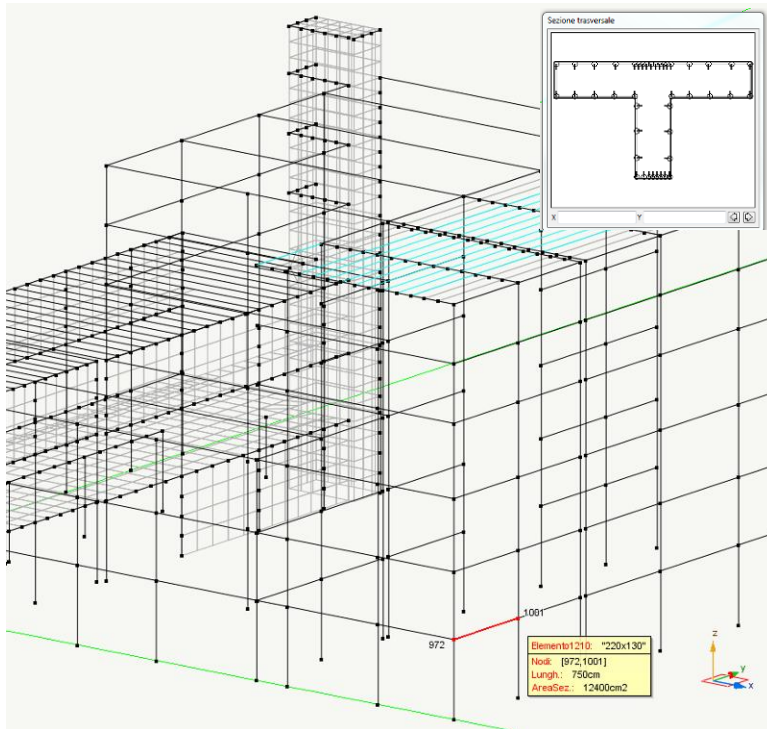 Sezione trasversale
X Y
1001
972
Elemento1210: "220x130"
Nodi: [972,1001]
Lungh.: 750cm
AreaSez.: 12400cm2
z
y
x